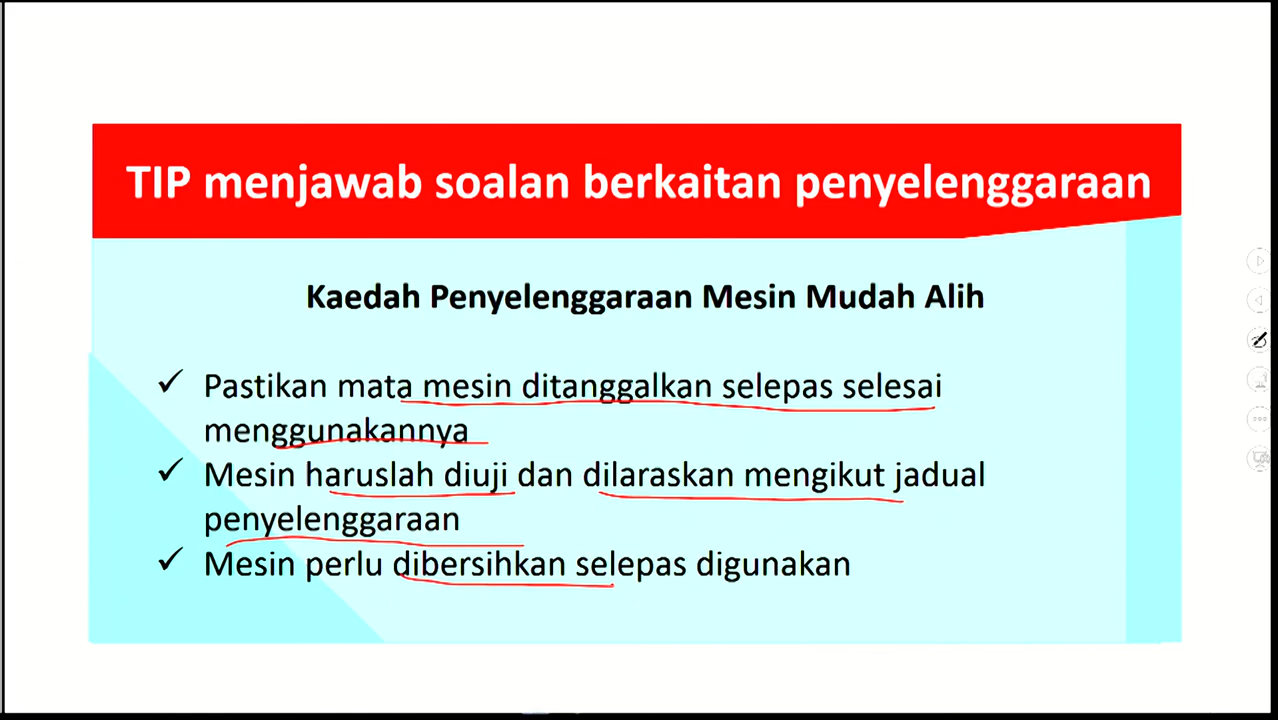 TIP menjawab soalan berkaitan penyelenggaraan
Kaedah Penyelenggaraan Mesin Mudah Alih
✓ Pastikan mata mesin ditanggalkan selepas selesai
menggunakannya
✓ Mesin haruslah diuji dan dilaraskan mengikut jadual
penyelenggaraan
✓ Mesin perlu dibersihkan selepas digunakan